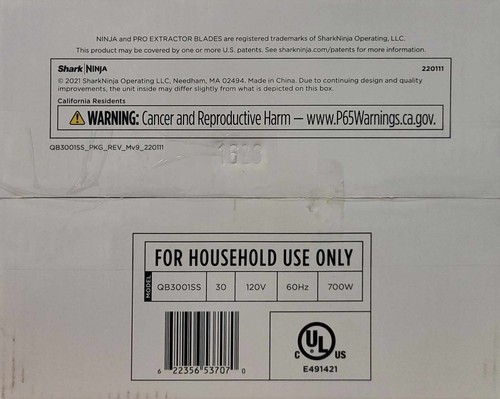 NINJA and PRO EXTRACTOR BLADES are registered trademarks of SharkNinja Operating, LLC.
This product may be covered by one or more U.S. patents. See sharkninja.com/patents for more information.
Shark|NINJA
220111
© 2021 SharkNinja Operating LLC, Needham, MA 02494. Made in China. Due to continuing design and quality
improvements, the unit inside may differ slightly from what is depicted on this box.
California Residents
WARNING: Cancer and Reproductive Harm — www.P65Warnings.ca.gov.
QB3001SS_PKG_REV_Mv9_220111
FOR HOUSEHOLD USE ONLY
MODEL QB3001SS 30 120V 60Hz 700W
6 22356 53707 0
C UL US
E491421